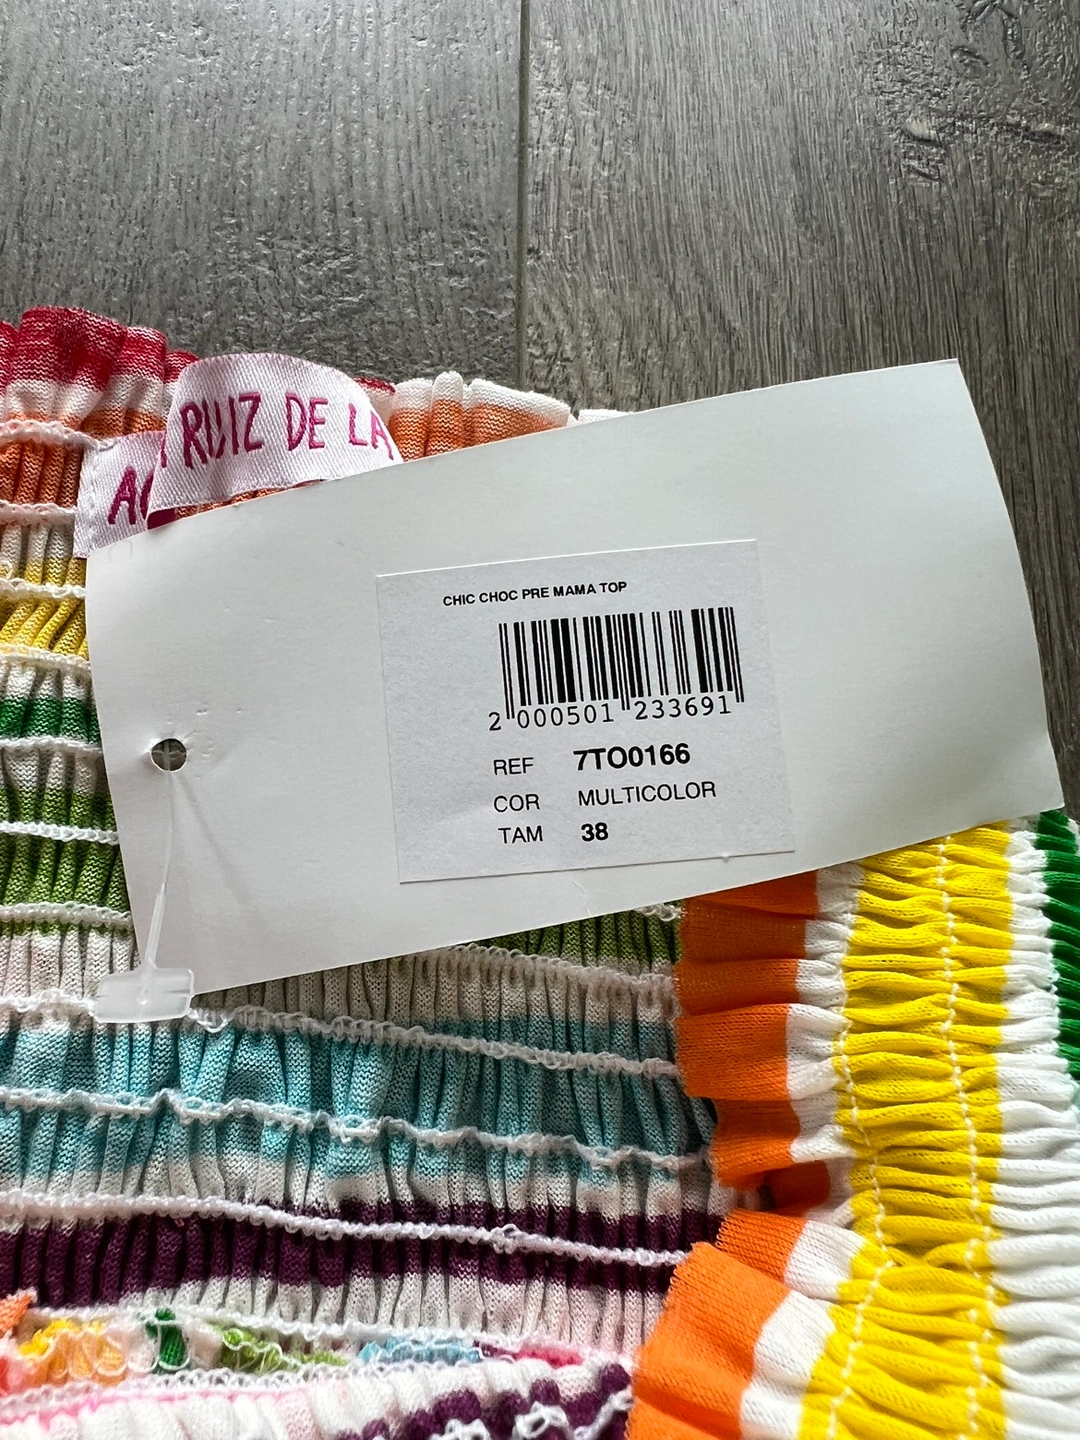 RUIZ DE LA
CHIC CHOC PRE MAMA TOP
2 000501 233691
REF 7TO0166
COR MULTICOLOR
TAM 38